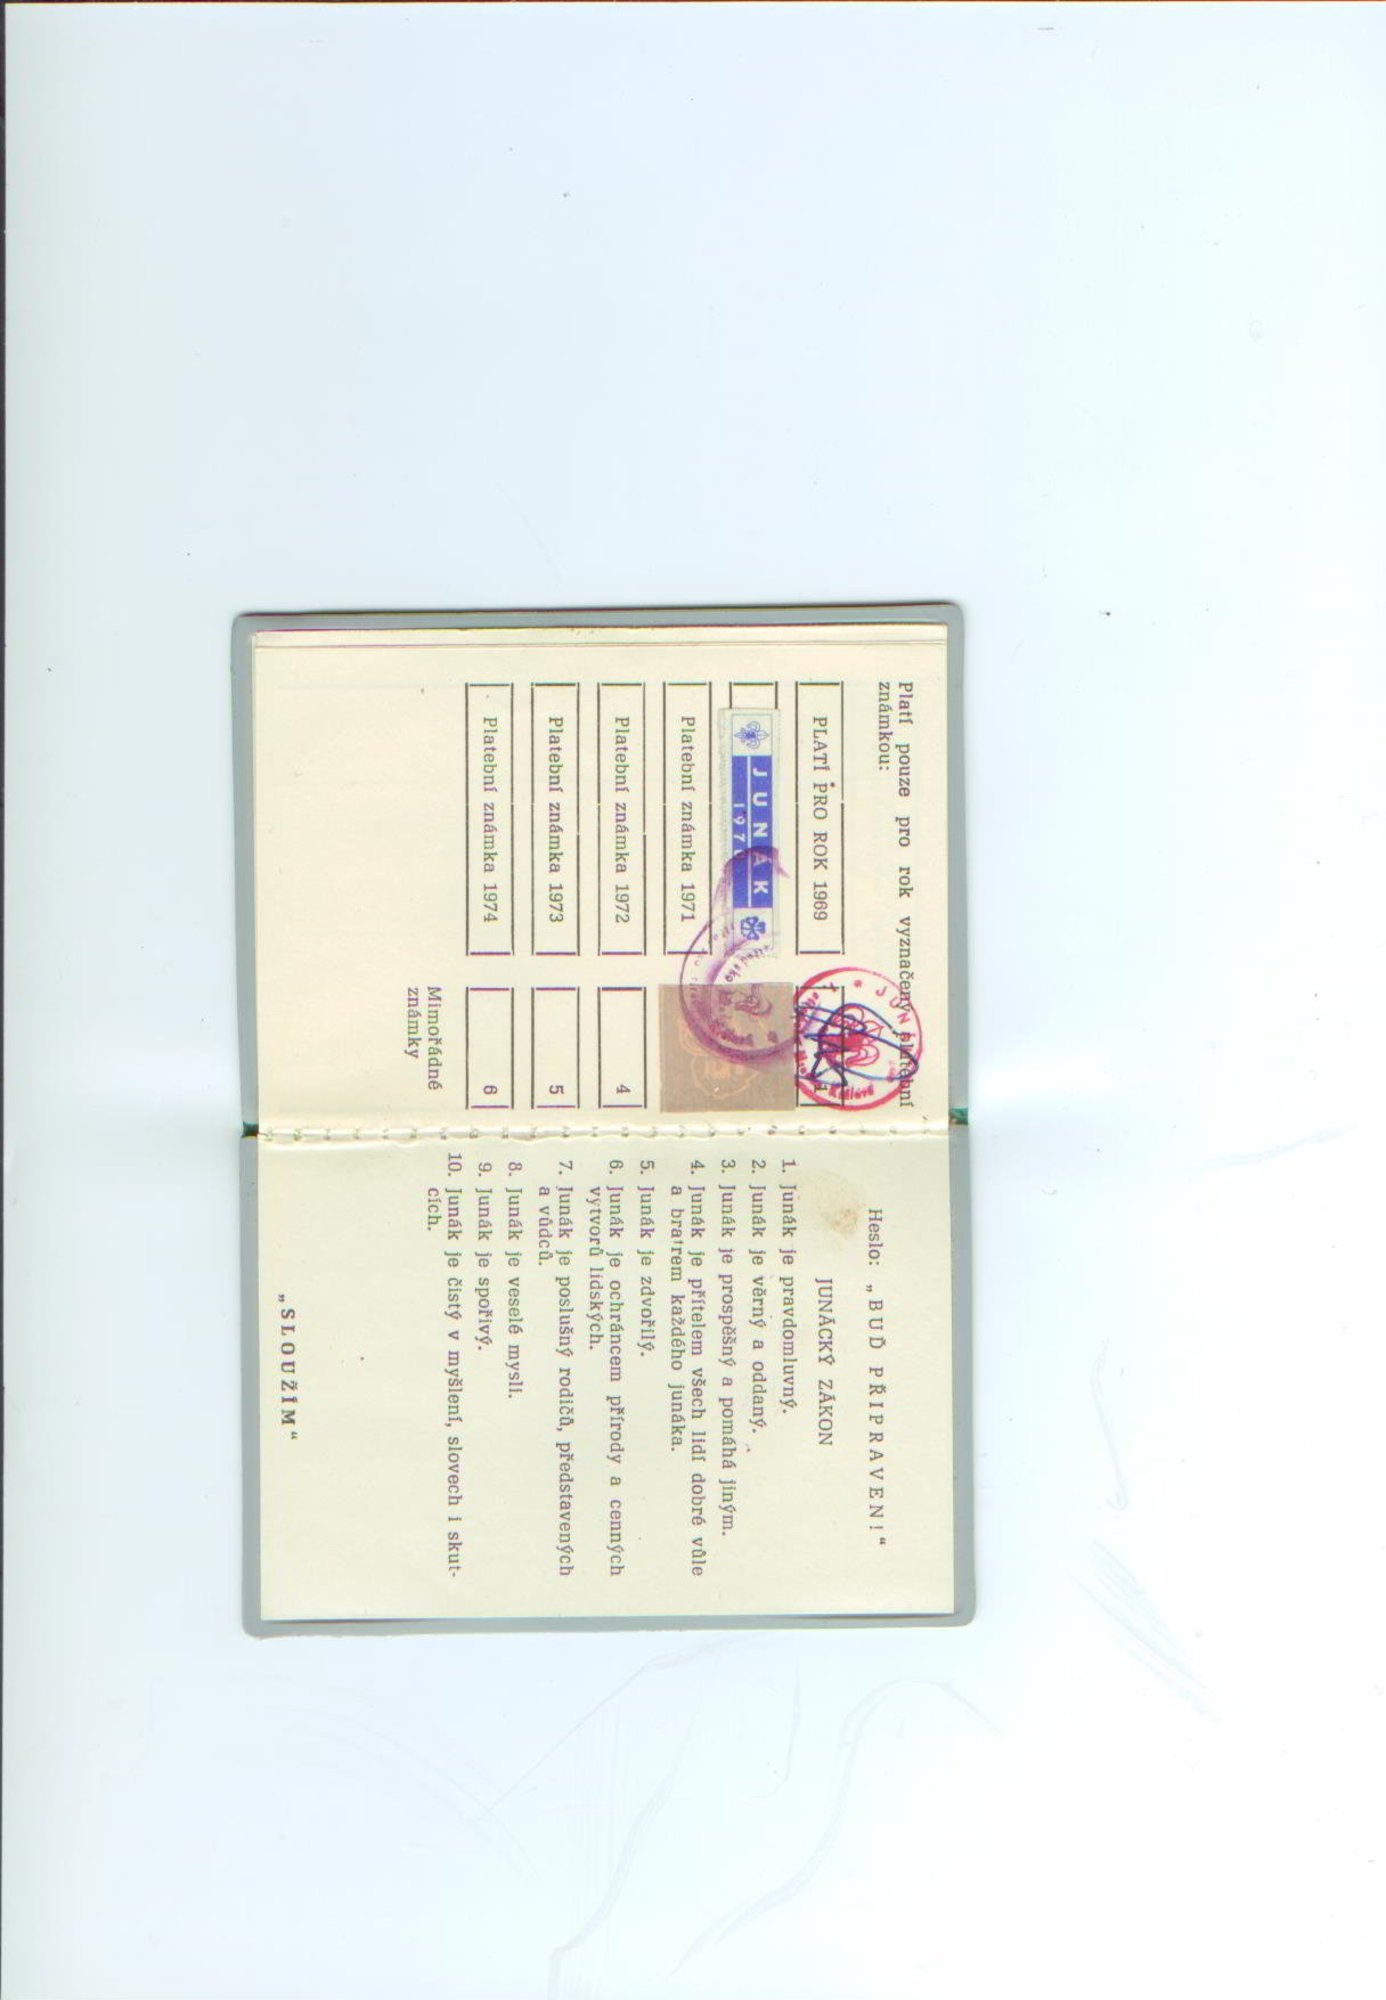 Platí pouze pro rok vyznačený platební
známkou:
PLATÍ PRO ROK 1969
1
JUNÁK
1970
Platební známka 1971
Platební známka 1972
4
Platební známka 1973
5
Platební známka 1974
6
Mimořádné
známky
JUNÁK
Králové
Heslo: „BUĎ PŘIPRAVEN!“
JUNÁCKÝ ZÁKON
1. Junák je pravdomluvný.
2. Junák je věrný a oddaný.
3. Junák je prospěšný a pomáhá jiným.
4. Junák je přítelem všech lidí dobré vůle
a bratrem každého junáka.
5. Junák je zdvořilý.
6. Junák je ochráncem přírody a cenných
výtvorů lidských.
7. Junák je poslušný rodičů, představených
a vůdců.
8. Junák je veselé mysli.
9. Junák je spořivý.
10. Junák je čistý v myšlení, slovech i skut-
cích.
„SLOUŽÍM“